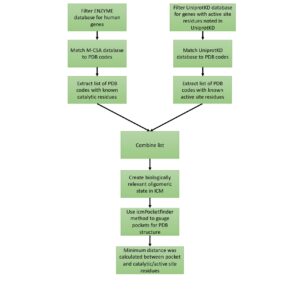 Filter ENZYME
database for human
genes
Filter UniprotKD database
for genes with active site
residues noted in
UniprotKD
Match M-CSA database
to PDB codes
Match UniprotKD
database to PDB codes
Extract list of PDB
codes with known
catalytic residues
Extract list of PDB
codes with known
active site residues
Combine list
Create biologically
relevant oligomeric
state in ICM
Use icmPocketfinder
method to gauge
pockets for PDB
structure
Minimum distance was
calculated between pocket
and catalytic/active site
residues